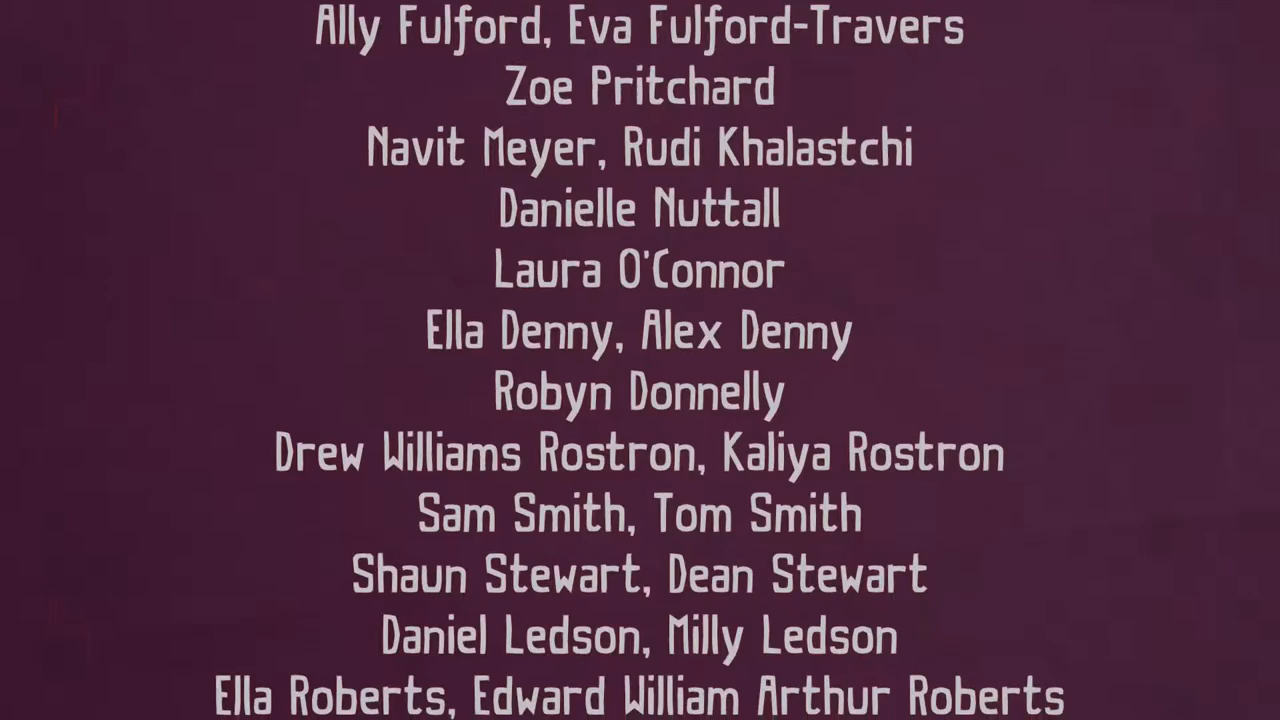 Ally Fulford, Eva Fulford-Travers
Zoe Pritchard
Navit Meyer, Rudi Khalastchi
Danielle Nuttall
Laura O'Connor
Ella Denny, Alex Denny
Robyn Donnelly
Drew Williams Rostron, Kaliya Rostron
Sam Smith, Tom Smith
Shaun Stewart, Dean Stewart
Daniel Ledson, Milly Ledson
Ella Roberts, Edward William Arthur Roberts